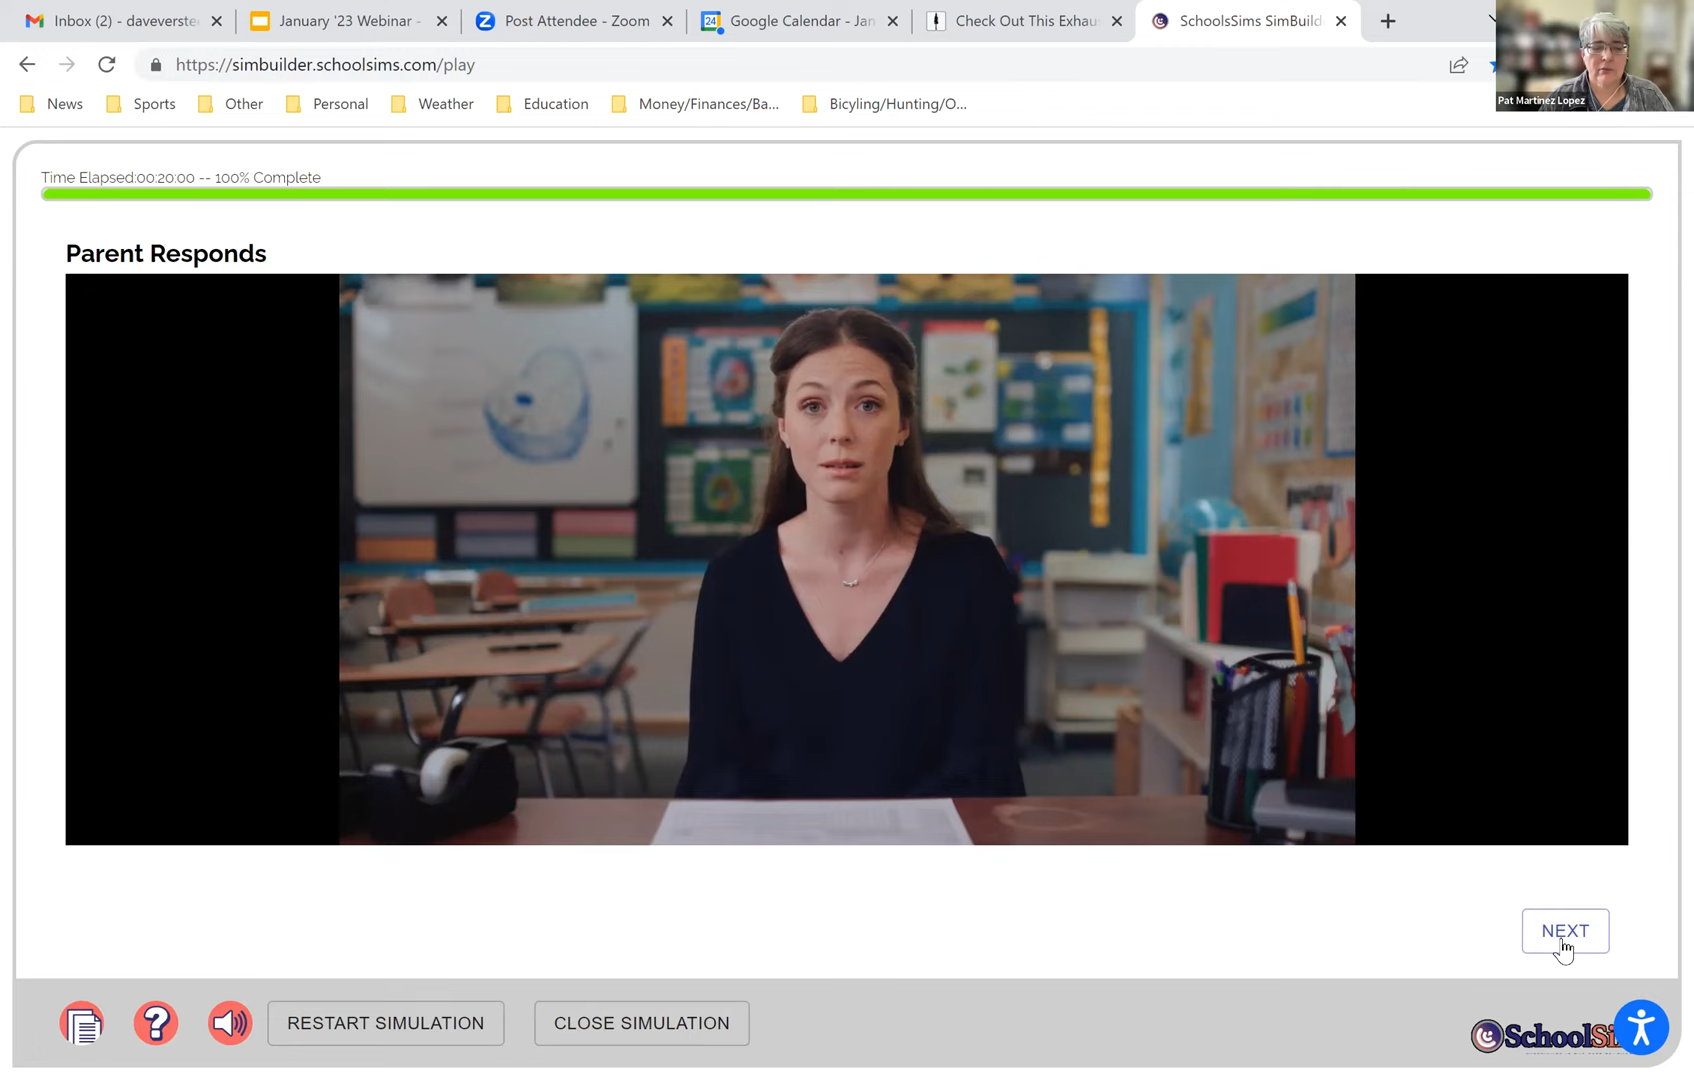 Inbox (2) - daveverste
January '23 Webinar -
Post Attendee - Zoom
24
Google Calendar - Jan
Check Out This Exhau
SchoolsSims SimBuild
https://simbuilder.schoolsims.com/play
News
Sports
Other
Personal
Weather
Education
Money/Finances/Ba...
Bicyling/Hunting/O...
Pat Martinez Lopez
Time Elapsed:00:20:00 -- 100% Complete
Parent Responds
NEXT
?
RESTART SIMULATION
CLOSE SIMULATION
SchoolSi